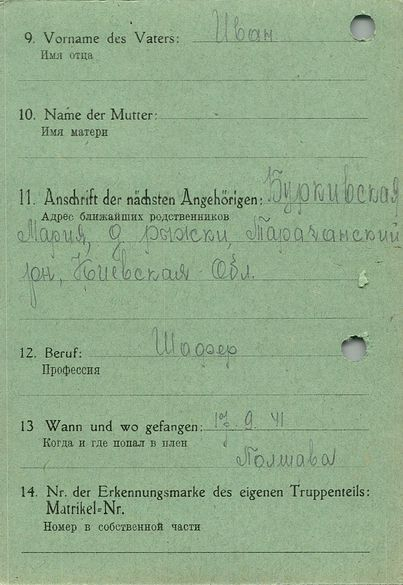 9. Vorname des Vaters: Иван
Имя отца
10. Name der Mutter:
Имя матери
11. Anschrift der nächsten Angehörigen: Буркивская
Адрес ближайших родственников
Мария, д рыжки, Таращанский
рн, Киевская Обл.
12. Beruf: Шофер
Профессия
13 Wann und wo gefangen: 17. 9. 41
Когда и где попал в плен
Полтава
14. Nr. der Erkennungsmarke des eigenen Truppenteils:
Matrikel=Nr.
Номер в собственной части